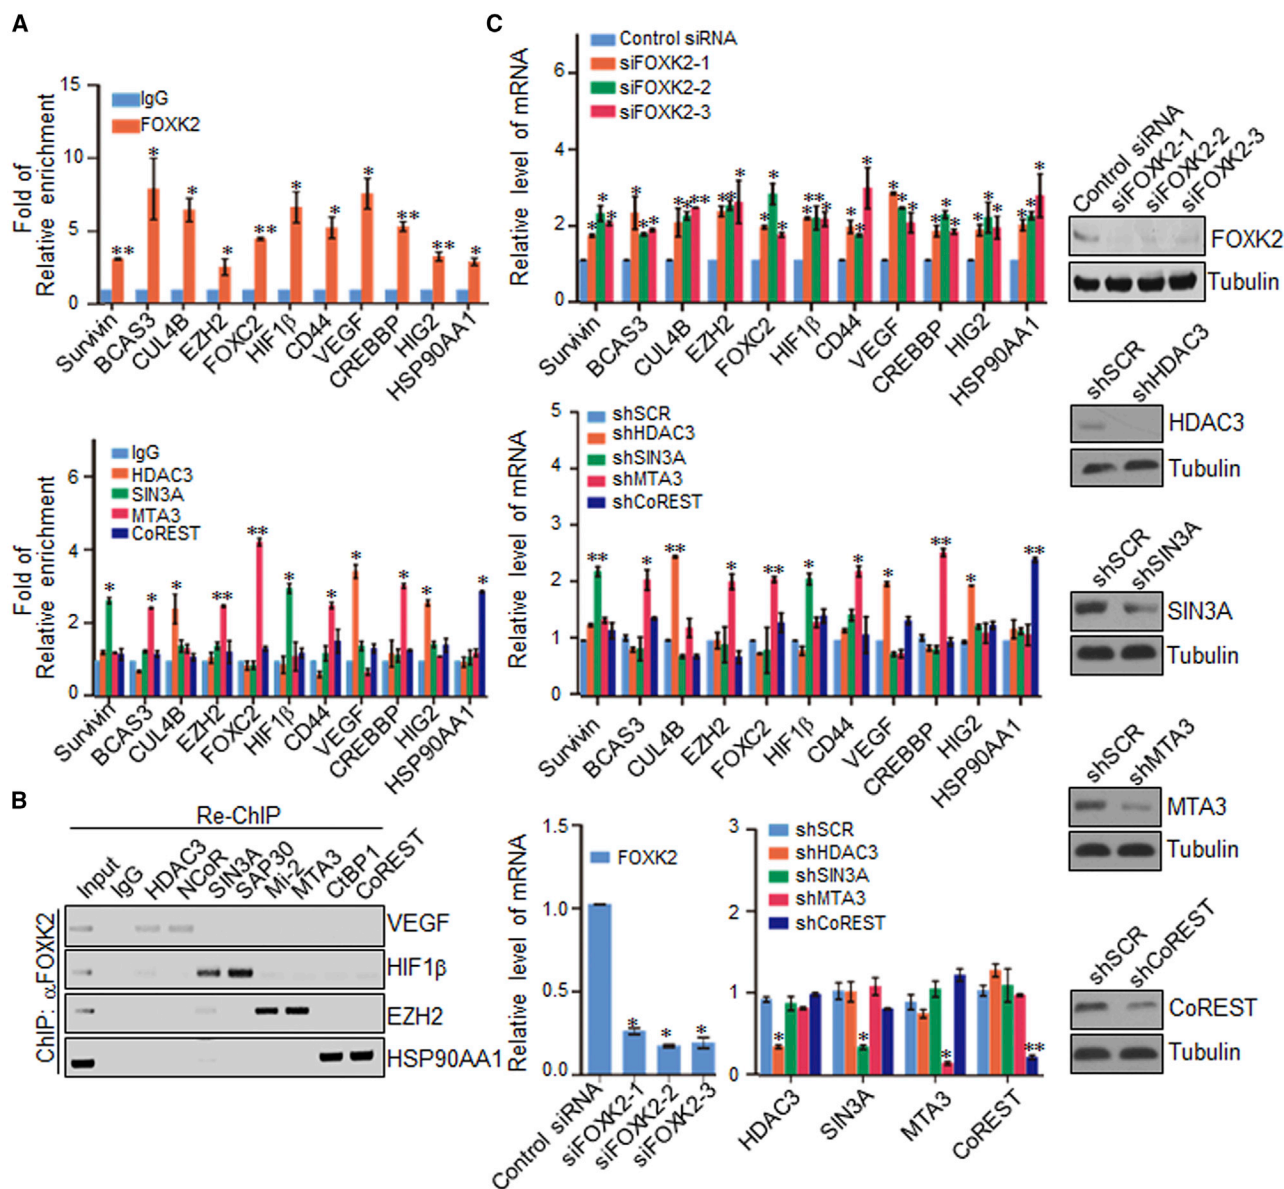 A
Fold of
Relative enrichment
15
10
5
0
IgG
FOXK2
*
*
*
*
*
*
*
**
**
**
*
Survivin
BCAS3
CUL4B
EZH2
FOXC2
HIF1β
CD44
VEGF
CREBBP
HIG2
HSP90AA1
Fold of
Relative enrichment
6
4
2
0
IgG
HDAC3
SIN3A
MTA3
CoREST
*
*
*
**
**
*
*
*
*
*
*
Survivin
BCAS3
CUL4B
EZH2
FOXC2
HIF1β
CD44
VEGF
CREBBP
HIG2
HSP90AA1
B
Re-ChIP
Input
IgG
HDAC3
NCoR
SIN3A
SAP30
Mi-2
MTA3
CtBP1
CoREST
ChIP: αFOXK2
VEGF
HIF1β
EZH2
HSP90AA1
C
Relative level of mRNA
6
4
2
0
Control siRNA
siFOXK2-1
siFOXK2-2
siFOXK2-3
Survivin
BCAS3
CUL4B
EZH2
FOXC2
HIF1β
CD44
VEGF
CREBBP
HIG2
HSP90AA1
Relative level of mRNA
5
4
3
2
1
0
shSCR
shHDAC3
shSIN3A
shMTA3
shCoREST
**
*
**
*
**
*
*
*
**
*
**
Survivin
BCAS3
CUL4B
EZH2
FOXC2
HIF1β
CD44
VEGF
CREBBP
HIG2
HSP90AA1
Relative level of mRNA
1.5
1.0
0.5
0.0
FOXK2
*
*
*
Control siRNA
siFOXK2-1
siFOXK2-2
siFOXK2-3
3
2
1
0
shSCR
shHDAC3
shSIN3A
shMTA3
shCoREST
*
*
*
**
HDAC3
SIN3A
MTA3
CoREST
Control siRNA
siFOXK2-1
siFOXK2-2
siFOXK2-3
FOXK2
Tubulin
shSCR
shHDAC3
HDAC3
Tubulin
shSCR
shSIN3A
SIN3A
Tubulin
shSCR
shMTA3
MTA3
Tubulin
shSCR
shCoREST
CoREST
Tubulin